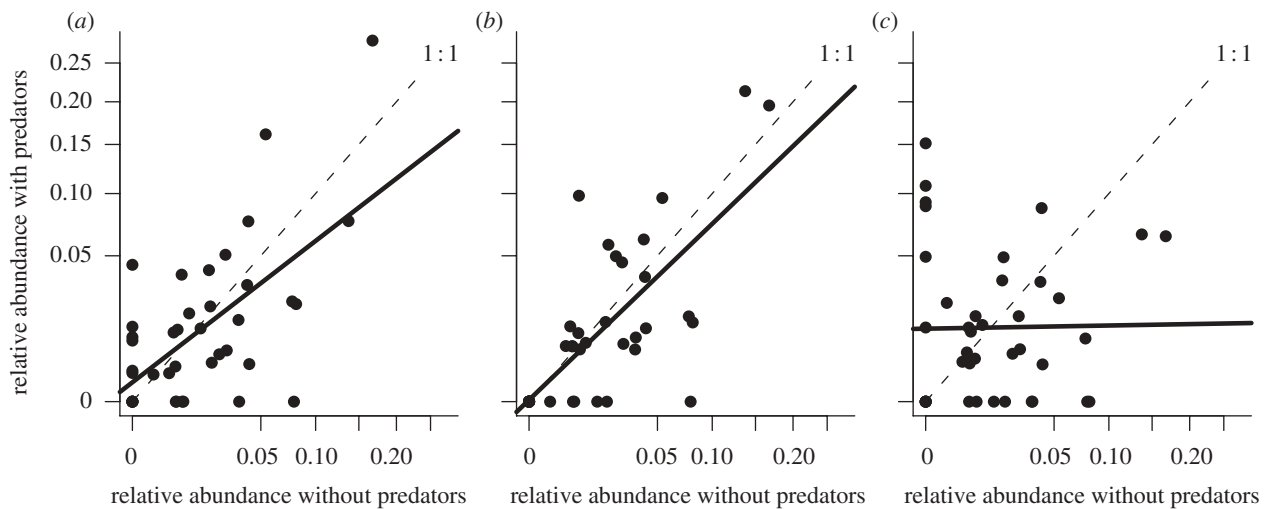 (a)
(b)
(c)
relative abundance with predators
0.25
0.20
0.15
0.10
0.05
0
1:1
1:1
1:1
0 0.05 0.10 0.20
0 0.05 0.10 0.20
0 0.05 0.10 0.20
relative abundance without predators
relative abundance without predators
relative abundance without predators